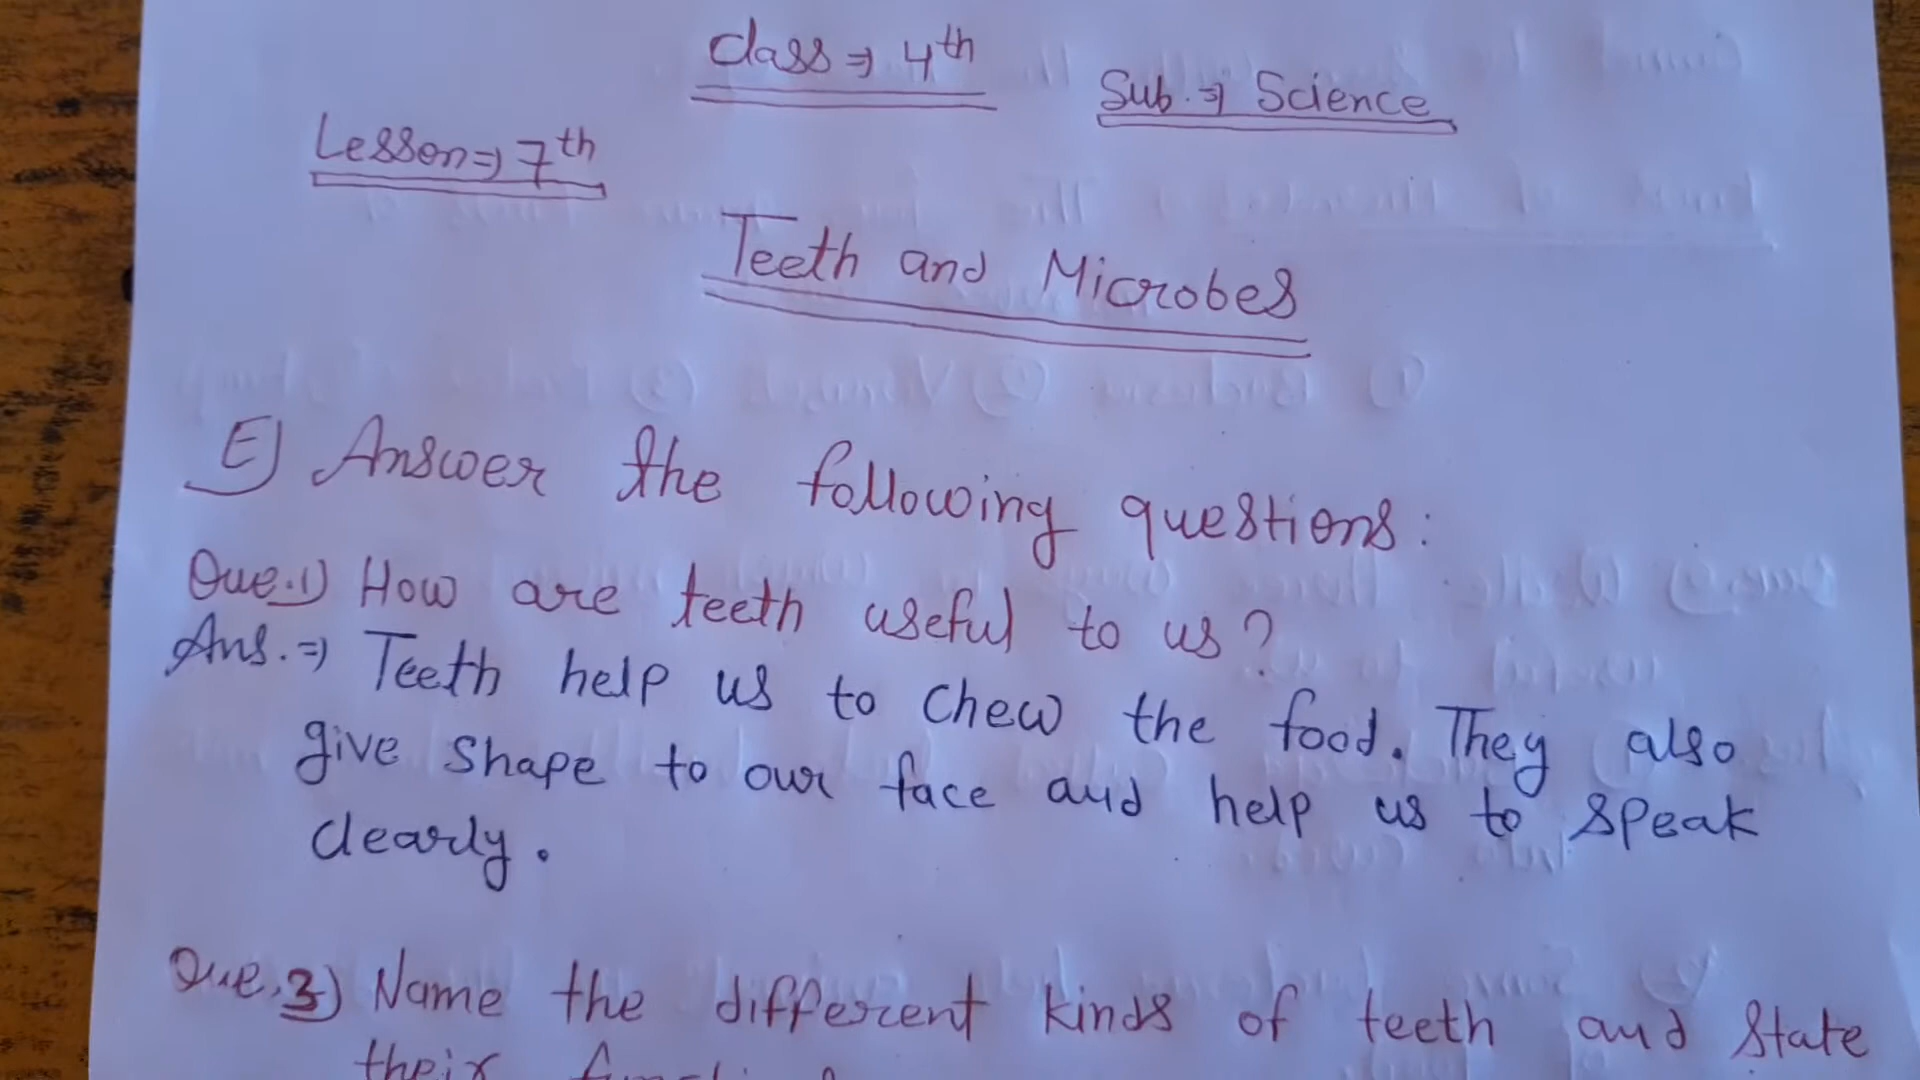 Class ⇒ 4th
Sub. ⇒ Science
Lesson ⇒ 7th
Teeth and Microbes
E) Answer the following questions:
Que.1) How are teeth useful to us?
Ans. ⇒ Teeth help us to chew the food. They also
give shape to our face and help us to speak
clearly.
Que.3) Name the different kinds of teeth and state
their